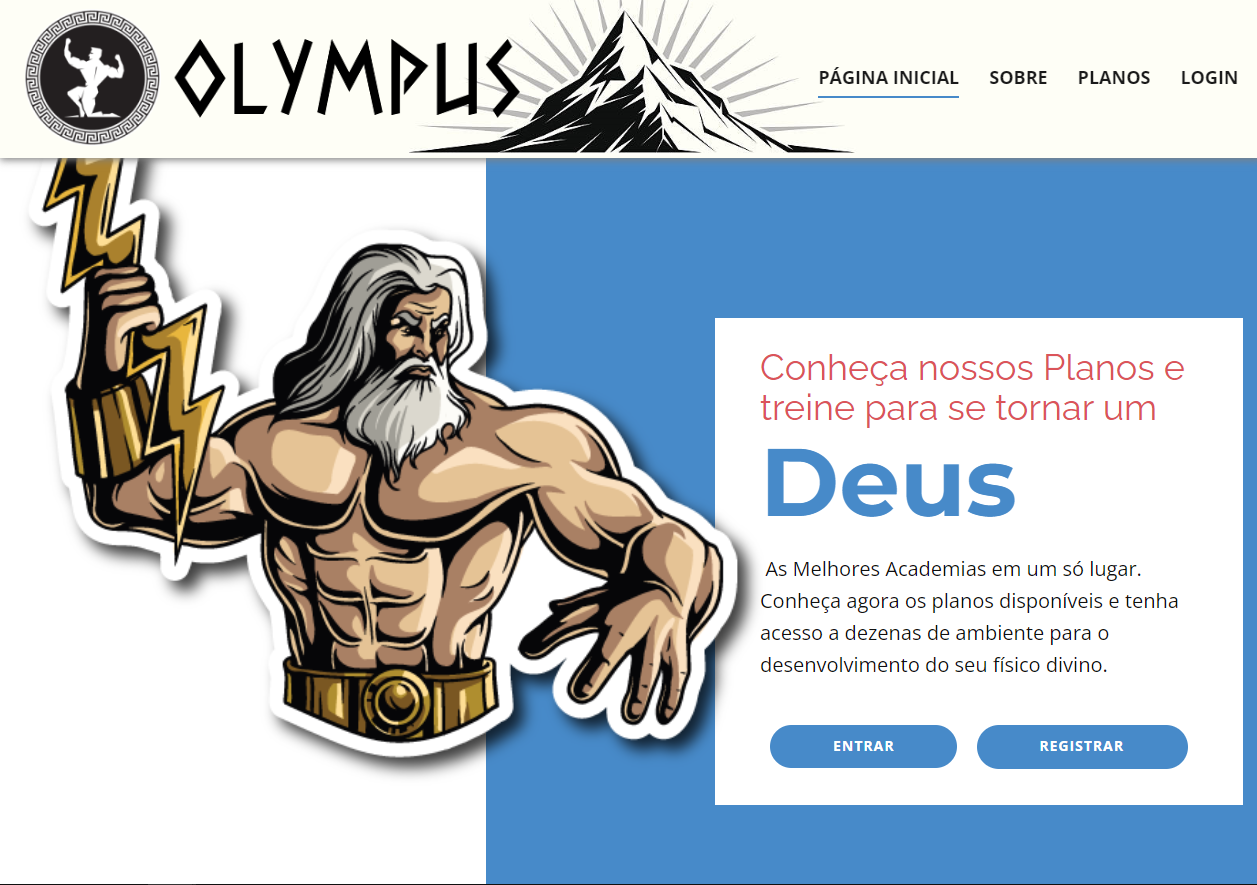 OLYMPUS
PÁGINA INICIAL SOBRE PLANOS LOGIN
Conheça nossos Planos e
treine para se tornar um
Deus
As Melhores Academias em um só lugar.
Conheça agora os planos disponíveis e tenha
acesso a dezenas de ambiente para o
desenvolvimento do seu físico divino.
ENTRAR REGISTRAR